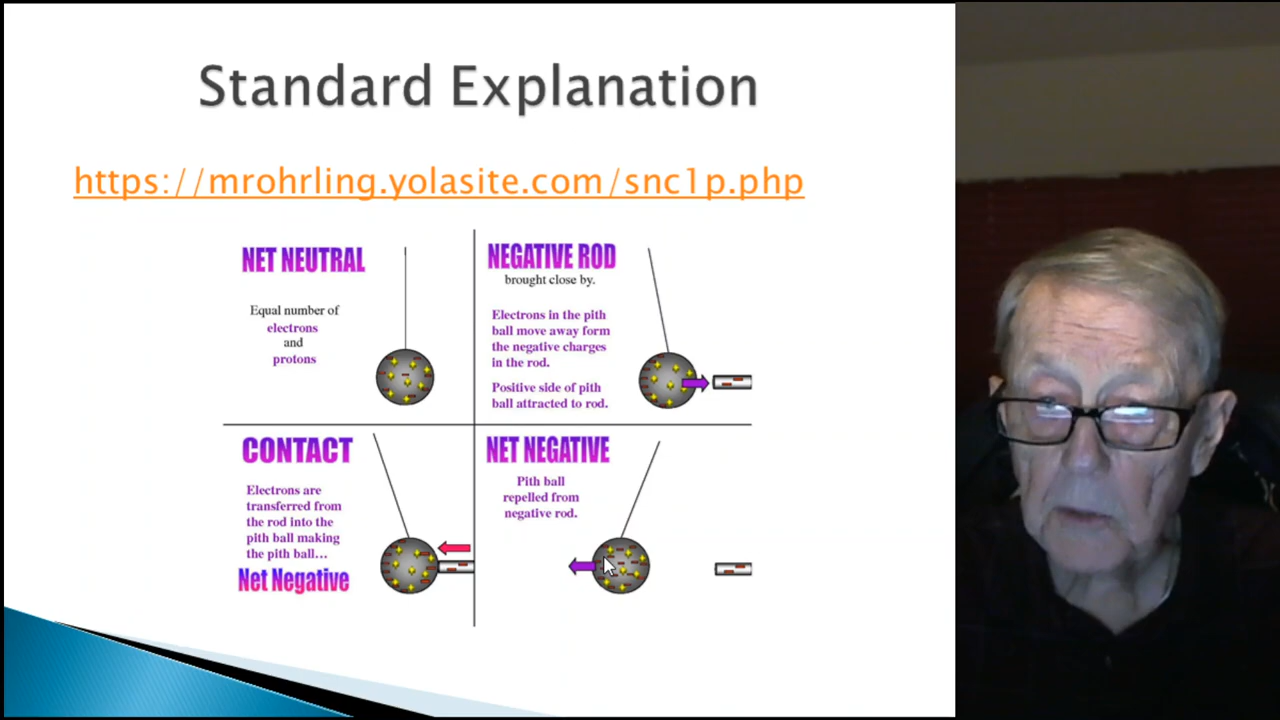 Standard Explanation
https://mrohrling.yolasite.com/snc1p.php
NET NEUTRAL
Equal number of
electrons
and
protons
NEGATIVE ROD
brought close by.
Electrons in the pith
ball move away form
the negative charges
in the rod.
Positive side of pith
ball attracted to rod.
CONTACT
Electrons are
transferred from
the rod into the
pith ball making
the pith ball...
Net Negative
NET NEGATIVE
Pith ball
repelled from
negative rod.